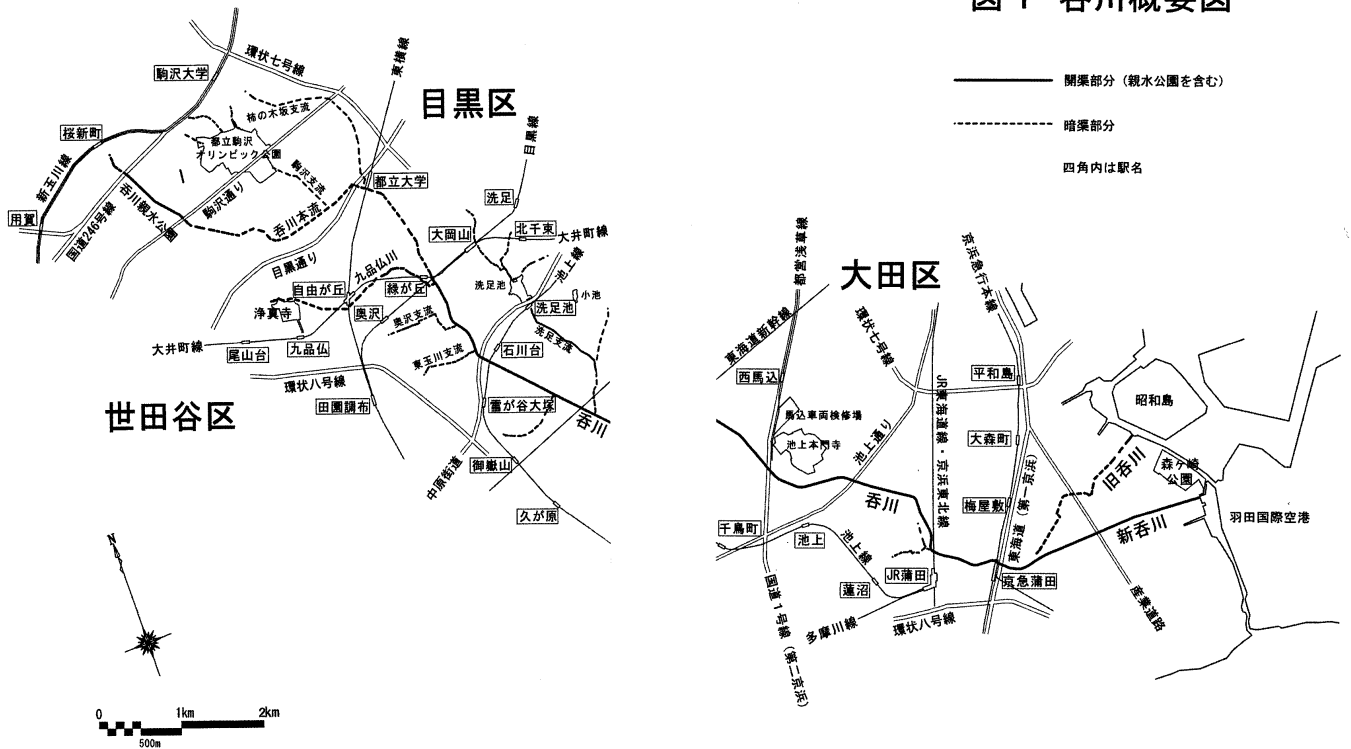 図1 呑川概要図
開渠部分（親水公園を含む）
暗渠部分
四角内は駅名
環状七号線
東横線
駒沢大学
目黒区
柿の木坂支流
桜新町
都立駒沢
オリンピック公園
目黒線
新玉川線
駒沢支流
都立大学
呑川親水公園
駒沢通り
洗足
用賀
国道246号線
呑川本流
大岡山
北千束
大井町線
目黒通り
九品仏川
池上線
自由が丘
緑が丘
洗足池
小池
浄真寺
奥沢
奥沢支流
洗足池
洗足支流
大井町線
尾山台
九品仏
東玉川支流
石川台
環状八号線
世田谷区
田園調布
雪が谷大塚
呑川
中原街道
御嶽山
久が原
N
0
1km
2km
500m
都営浅草線
京浜急行本線
大田区
東海道新幹線
環状七号線
西馬込
平和島
馬込車両検修場
昭和島
池上本門寺
池上通り
JR東海道線・京浜東北線
大森町
旧呑川
森ヶ崎
公園
呑川
梅屋敷
東海道（第一京浜）
新呑川
羽田国際空港
千鳥町
池上
池上線
JR蒲田
京急蒲田
蓮沼
産業道路
国道1号線（第二京浜）
多摩川線
環状八号線